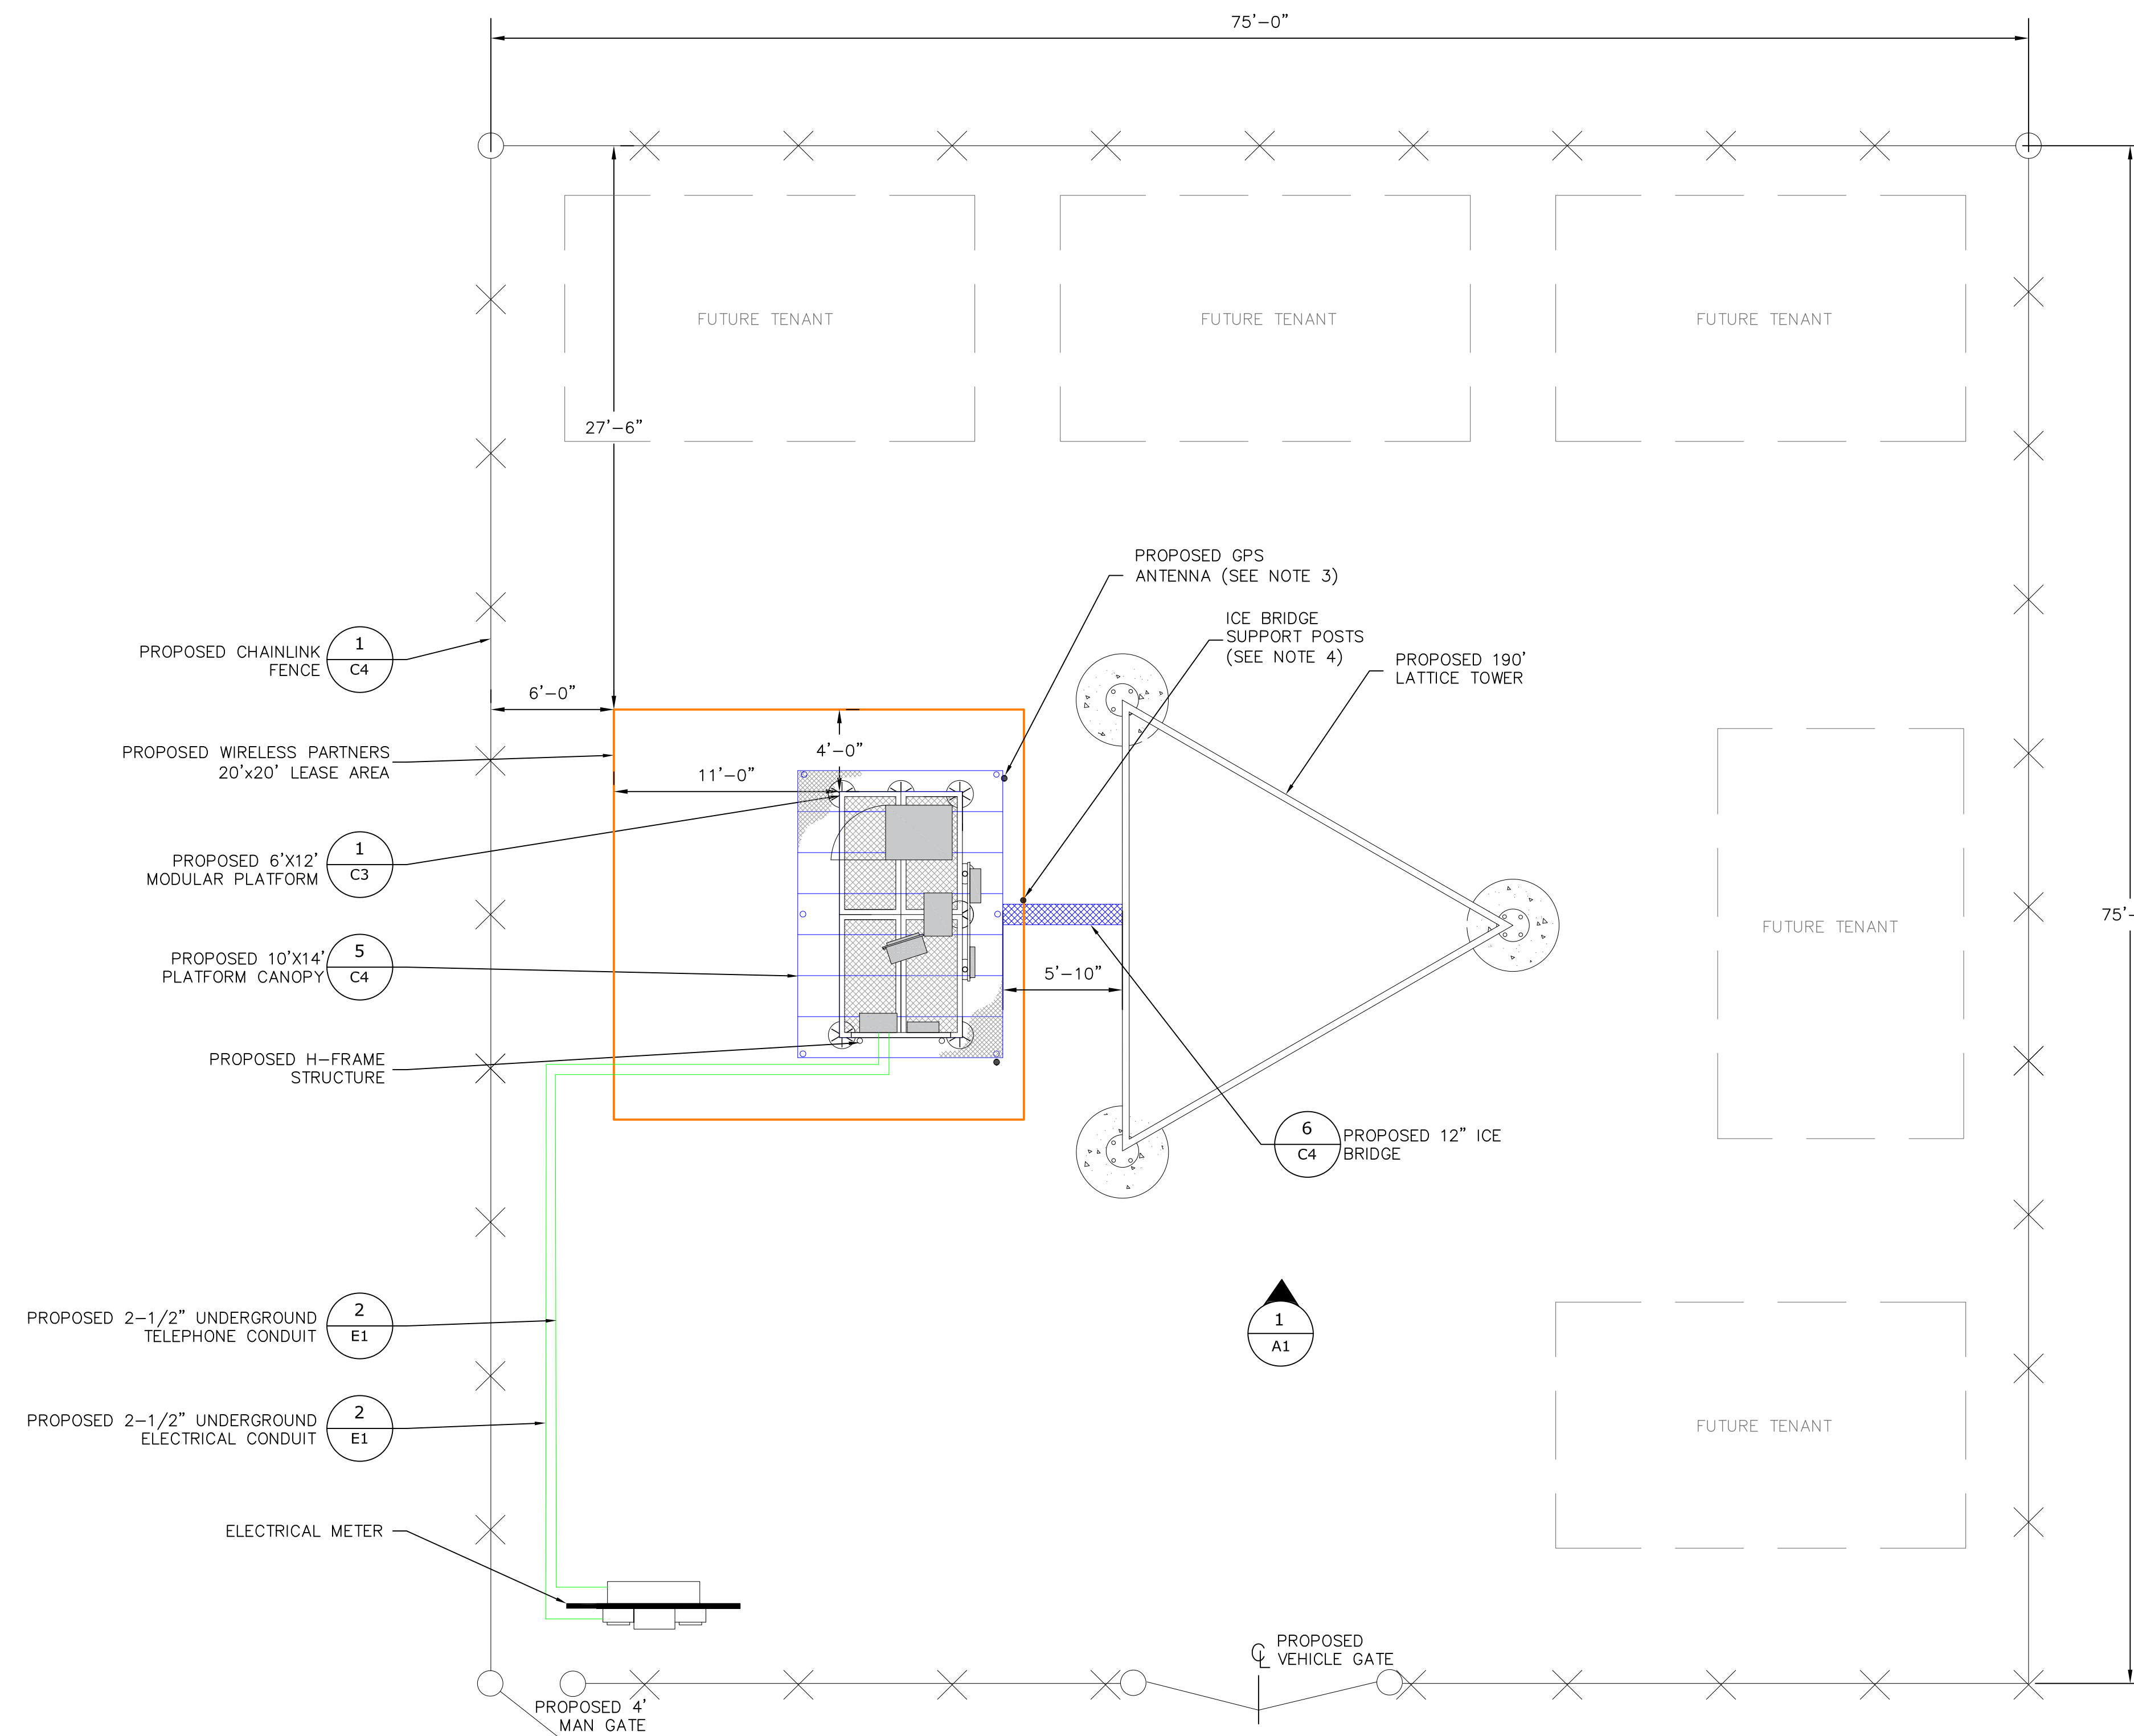 75'-0"
FUTURE TENANT
FUTURE TENANT
FUTURE TENANT
27'-6"
PROPOSED GPS
ANTENNA (SEE NOTE 3)
ICE BRIDGE
SUPPORT POSTS
(SEE NOTE 4)
PROPOSED 190'
LATTICE TOWER
PROPOSED CHAINLINK
FENCE
1
C4
6'-0"
PROPOSED WIRELESS PARTNERS
20'x20' LEASE AREA
4'-0"
11'-0"
PROPOSED 6'X12'
MODULAR PLATFORM
1
C3
75'-
FUTURE TENANT
PROPOSED 10'X14'
PLATFORM CANOPY
5
C4
5'-10"
PROPOSED H-FRAME
STRUCTURE
6
C4
PROPOSED 12" ICE
BRIDGE
PROPOSED 2-1/2" UNDERGROUND
TELEPHONE CONDUIT
2
E1
1
A1
PROPOSED 2-1/2" UNDERGROUND
ELECTRICAL CONDUIT
2
E1
FUTURE TENANT
ELECTRICAL METER
PROPOSED
VEHICLE GATE
PROPOSED 4'
MAN GATE